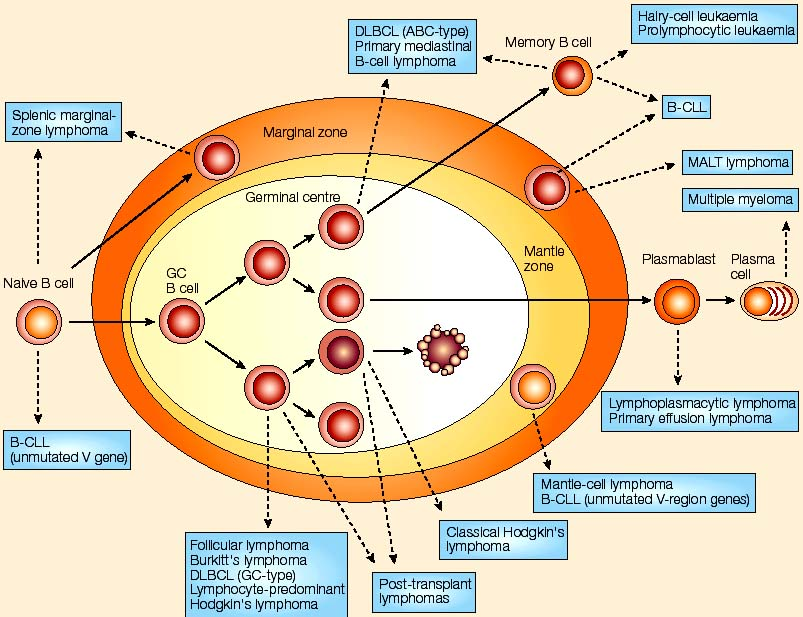 DLBCL (ABC-type)
Primary mediastinal
B-cell lymphoma
Memory B cell
Hairy-cell leukaemia
Prolymphocytic leukaemia
B-CLL
Splenic marginal-
zone lymphoma
Marginal zone
MALT lymphoma
Multiple myeloma
Germinal centre
Mantle
zone
Naive B cell
GC
B cell
Plasmablast
Plasma
cell
B-CLL
(unmutated V gene)
Lymphoplasmacytic lymphoma
Primary effusion lymphoma
Mantle-cell lymphoma
B-CLL (unmutated V-region genes)
Classical Hodgkin's
lymphoma
Follicular lymphoma
Burkitt's lymphoma
DLBCL (GC-type)
Lymphocyte-predominant
Hodgkin's lymphoma
Post-transplant
lymphomas